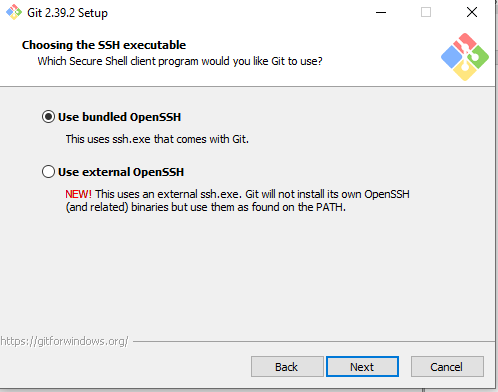 Git 2.39.2 Setup
Choosing the SSH executable
Which Secure Shell client program would you like Git to use?
Use bundled OpenSSH
This uses ssh.exe that comes with Git.
Use external OpenSSH
NEW! This uses an external ssh.exe. Git will not install its own OpenSSH
(and related) binaries but use them as found on the PATH.
https://gitforwindows.org/
Back
Next
Cancel